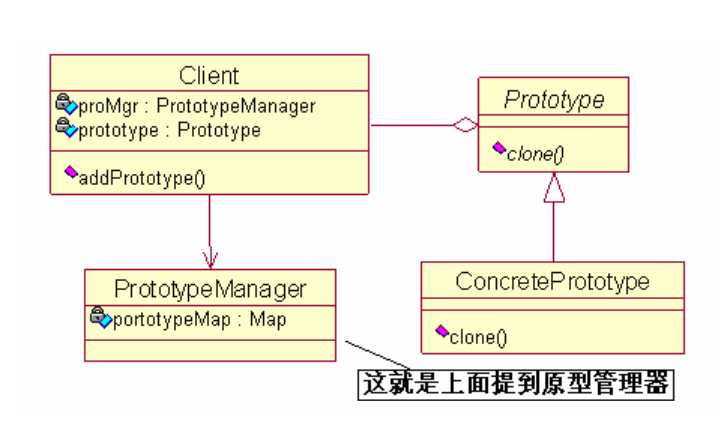 Client
proMgr : PrototypeManager
prototype : Prototype
addPrototype()
Prototype
clone()
PrototypeManager
portotypeMap : Map
ConcretePrototype
clone()
这就是上面提到原型管理器